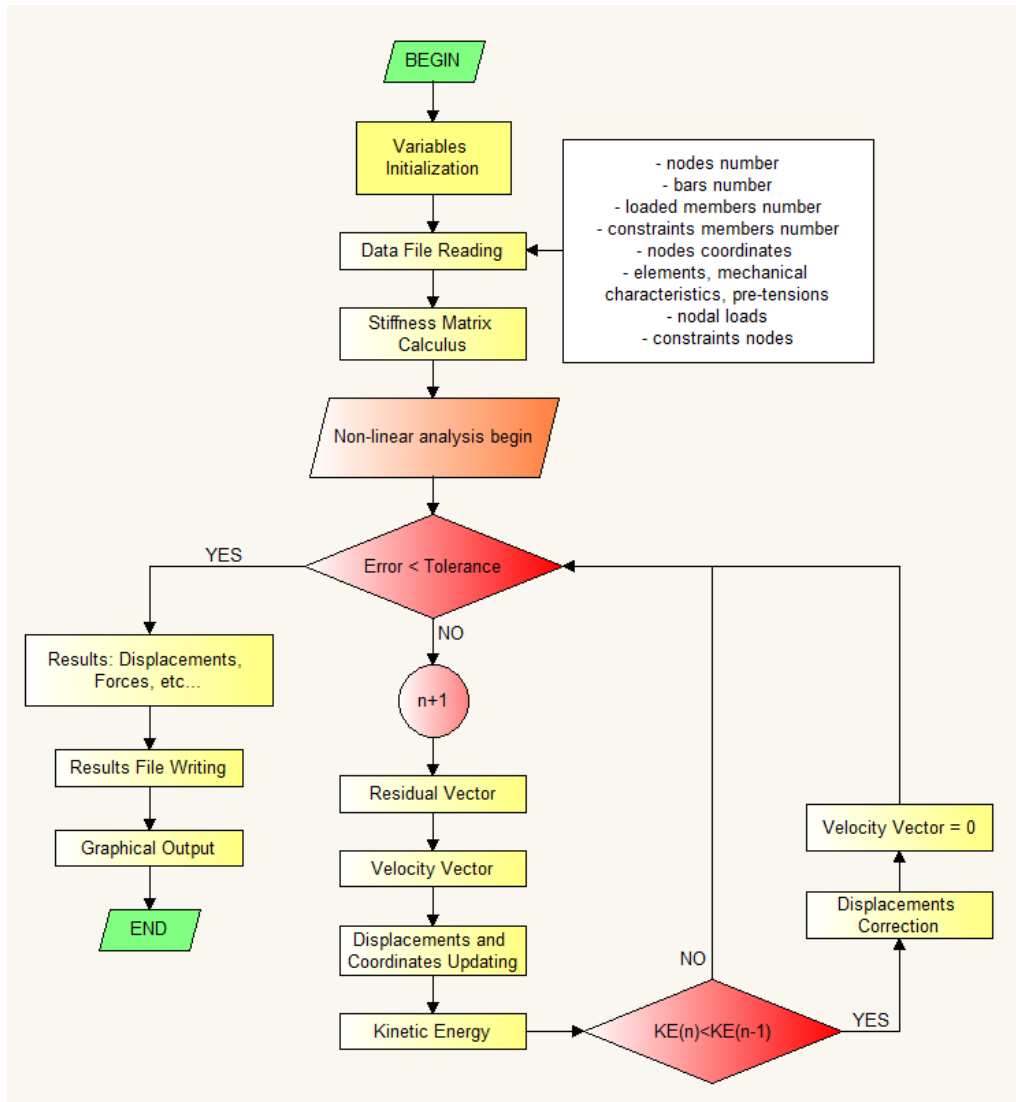 BEGIN
Variables
Initialization
Data File Reading
- nodes number
- bars number
- loaded members number
- constraints members number
- nodes coordinates
- elements, mechanical
characteristics, pre-tensions
- nodal loads
- constraints nodes
Stiffness Matrix
Calculus
Non-linear analysis begin
Error < Tolerance
YES
NO
Results: Displacements,
Forces, etc...
Results File Writing
Graphical Output
END
n+1
Residual Vector
Velocity Vector
Displacements and
Coordinates Updating
Kinetic Energy
KE(n)<KE(n-1)
NO
YES
Displacements
Correction
Velocity Vector = 0